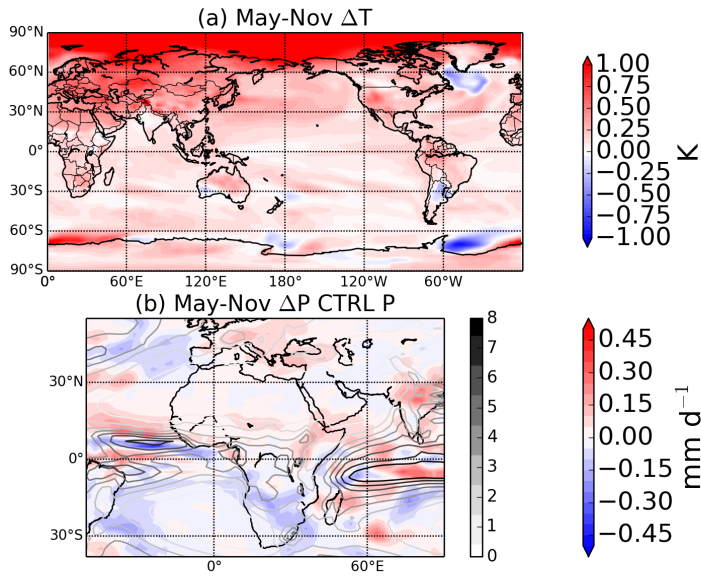 (a) May-Nov ΔT
90°N
60°N
30°N
0°
30°S
60°S
90°S
0° 60°E 120°E 180° 120°W 60°W
1.00
0.75
0.50
0.25
0.00
−0.25
−0.50
−0.75
−1.00
K
(b) May-Nov ΔP CTRL P
30°N
0°
30°S
0° 60°E
8
7
6
5
4
3
2
1
0
0.45
0.30
0.15
0.00
−0.15
−0.30
−0.45
mm d⁻¹